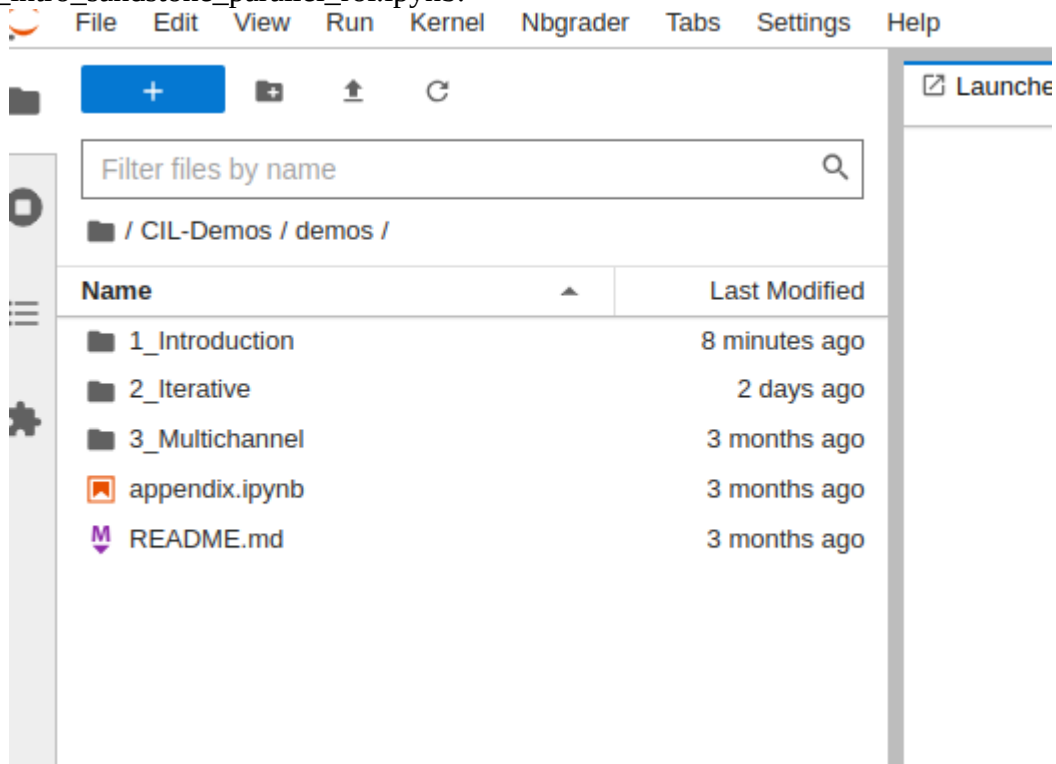 _intro_sandstone_parallel_roi.ipynb.
File Edit View Run Kernel Nbgrader Tabs Settings Help
Launche
Filter files by name
/ CIL-Demos / demos /
Name Last Modified
1_Introduction 8 minutes ago
2_Iterative 2 days ago
3_Multichannel 3 months ago
appendix.ipynb 3 months ago
README.md 3 months ago